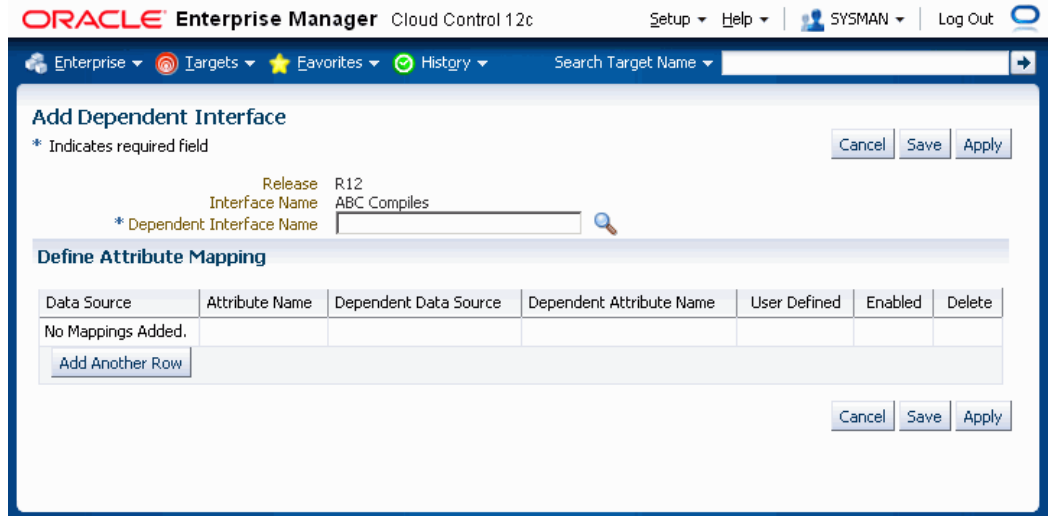 ORACLE Enterprise Manager Cloud Control 12c Setup Help SYSMAN Log Out
Enterprise Targets Favorites History Search Target Name
Add Dependent Interface
* Indicates required field Cancel Save Apply
Release R12
Interface Name ABC Compiles
* Dependent Interface Name
Define Attribute Mapping
Data Source Attribute Name Dependent Data Source Dependent Attribute Name User Defined Enabled Delete
No Mappings Added.
Add Another Row
Cancel Save Apply